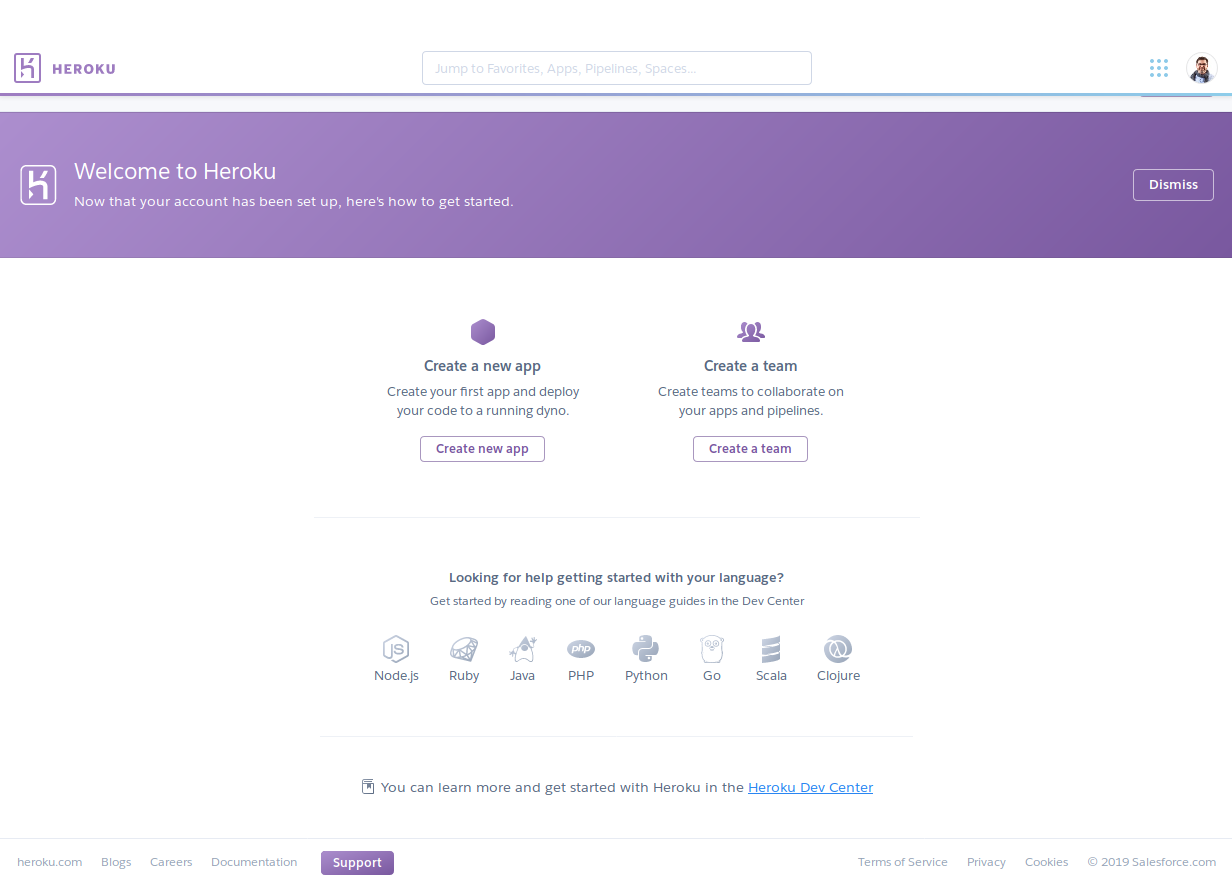 HEROKU
Jump to Favorites, Apps, Pipelines, Spaces...
Welcome to Heroku
Now that your account has been set up, here's how to get started.
Dismiss
Create a new app
Create your first app and deploy
your code to a running dyno.
Create new app
Create a team
Create teams to collaborate on
your apps and pipelines.
Create a team
Looking for help getting started with your language?
Get started by reading one of our language guides in the Dev Center
JS
php
Node.js Ruby Java PHP Python Go Scala Clojure
You can learn more and get started with Heroku in the Heroku Dev Center
heroku.com Blogs Careers Documentation Support Terms of Service Privacy Cookies © 2019 Salesforce.com